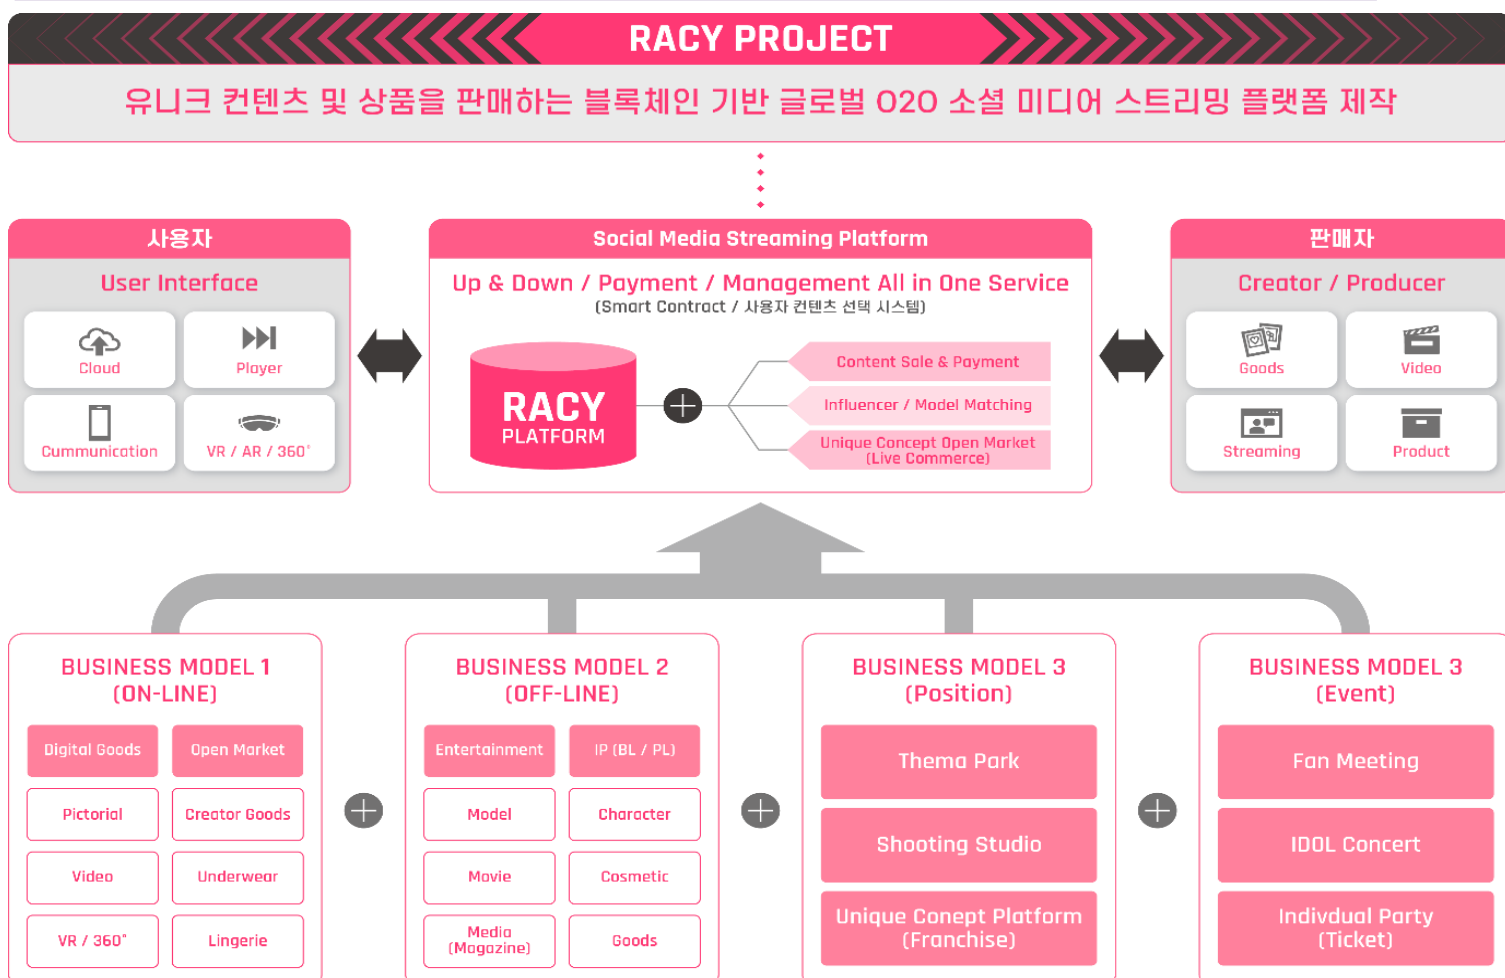 RACY PROJECT
유니크 컨텐츠 및 상품을 판매하는 블록체인 기반 글로벌 O2O 소셜 미디어 스트리밍 플랫폼 제작
사용자
User Interface
Cloud
Player
Cummunication
VR / AR / 360°
Social Media Streaming Platform
Up & Down / Payment / Management All in One Service
(Smart Contract / 사용자 컨텐츠 선택 시스템)
RACY
PLATFORM
Content Sale & Payment
Influencer / Model Matching
Unique Concept Open Market
(Live Commerce)
판매자
Creator / Producer
Goods
Video
Streaming
Product
BUSINESS MODEL 1
(ON-LINE)
Digital Goods
Open Market
Pictorial
Creator Goods
Video
Underwear
VR / 360°
Lingerie
BUSINESS MODEL 2
(OFF-LINE)
Entertainment
IP (BL / PL)
Model
Character
Movie
Cosmetic
Media
(Magazine)
Goods
BUSINESS MODEL 3
(Position)
Thema Park
Shooting Studio
Unique Conept Platform
(Franchise)
BUSINESS MODEL 3
(Event)
Fan Meeting
IDOL Concert
Indivdual Party
(Ticket)